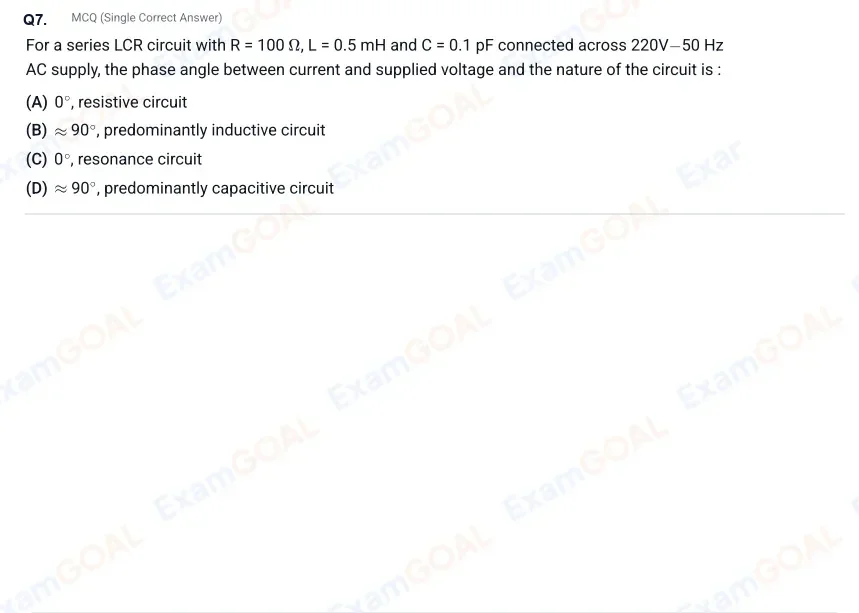 Q7. MCQ (Single Correct Answer)
For a series LCR circuit with R = 100 Ω, L = 0.5 mH and C = 0.1 pF connected across 220V−50 Hz
AC supply, the phase angle between current and supplied voltage and the nature of the circuit is :
(A) 0°, resistive circuit
(B) ≈ 90°, predominantly inductive circuit
(C) 0°, resonance circuit
(D) ≈ 90°, predominantly capacitive circuit
ExamGOAL